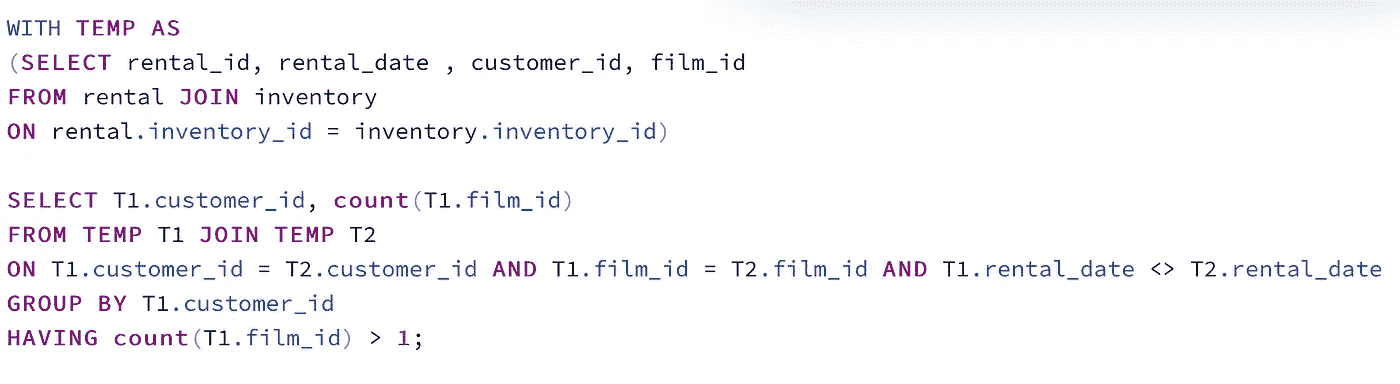 WITH TEMP AS
(SELECT rental_id, rental_date , customer_id, film_id
FROM rental JOIN inventory
ON rental.inventory_id = inventory.inventory_id)
SELECT T1.customer_id, count(T1.film_id)
FROM TEMP T1 JOIN TEMP T2
ON T1.customer_id = T2.customer_id AND T1.film_id = T2.film_id AND T1.rental_date <> T2.rental_date
GROUP BY T1.customer_id
HAVING count(T1.film_id) > 1;